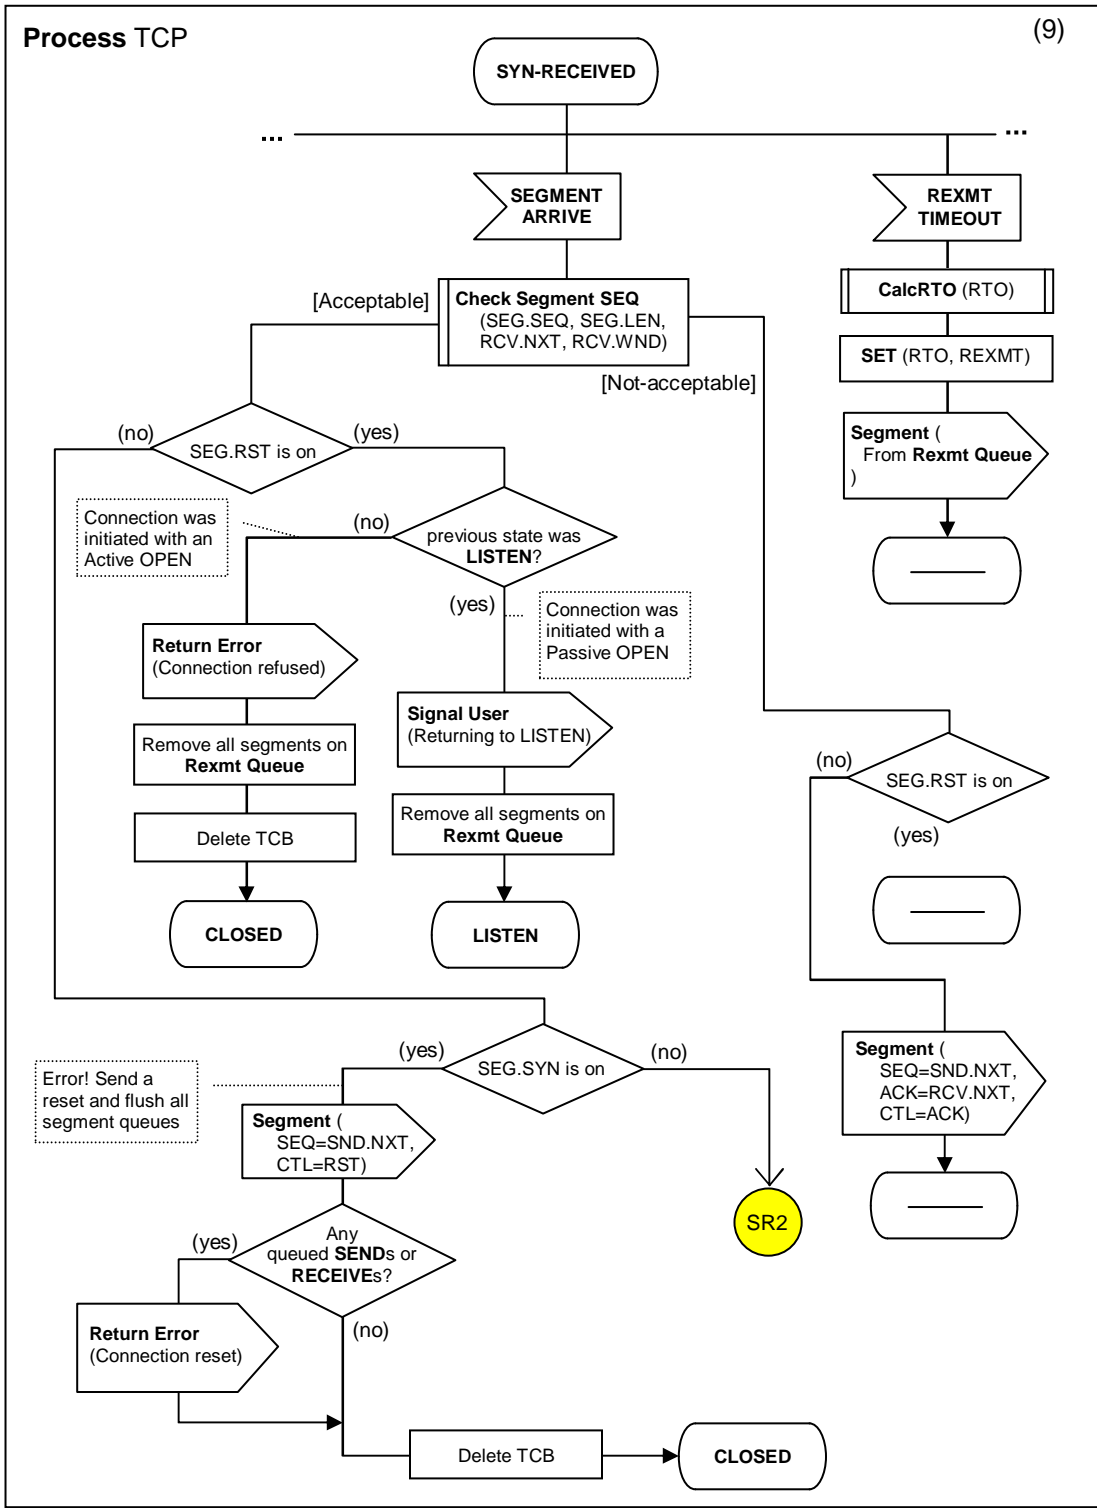 Process TCP
(9)
SYN-RECEIVED
...
...
SEGMENT
ARRIVE
REXMT
TIMEOUT
[Acceptable]
Check Segment SEQ
(SEG.SEQ, SEG.LEN,
RCV.NXT, RCV.WND)
[Not-acceptable]
CalcRTO (RTO)
SET (RTO, REXMT)
Segment (
From Rexmt Queue
)
(no)
SEG.RST is on
(yes)
Connection was
initiated with an
Active OPEN
(no)
previous state was
LISTEN?
(yes)
Connection was
initiated with a
Passive OPEN
Return Error
(Connection refused)
Remove all segments on
Rexmt Queue
Delete TCB
CLOSED
Signal User
(Returning to LISTEN)
Remove all segments on
Rexmt Queue
LISTEN
(no)
SEG.RST is on
(yes)
Segment (
SEQ=SND.NXT,
ACK=RCV.NXT,
CTL=ACK)
(yes)
SEG.SYN is on
(no)
Error! Send a
reset and flush all
segment queues
Segment (
SEQ=SND.NXT,
CTL=RST)
SR2
(yes)
Any
queued SENDs or
RECEIVEs?
(no)
Return Error
(Connection reset)
Delete TCB
CLOSED